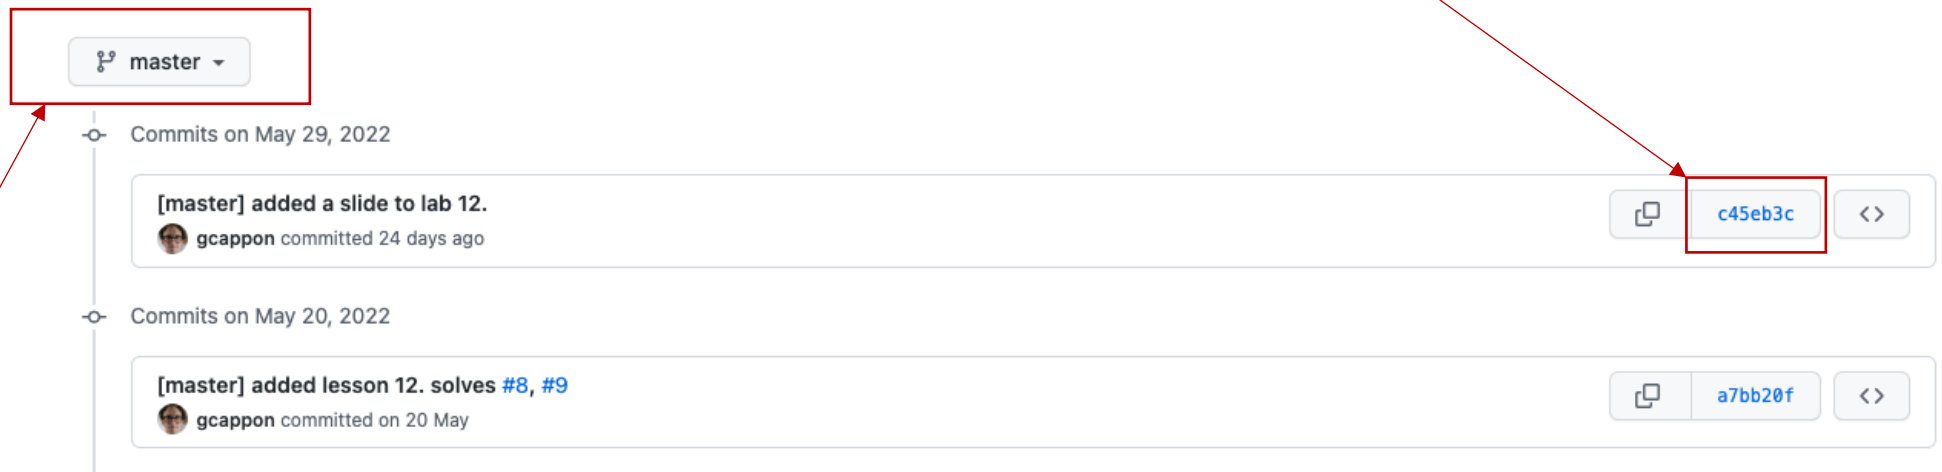 master
Commits on May 29, 2022
[master] added a slide to lab 12.
gcappon committed 24 days ago
c45eb3c
Commits on May 20, 2022
[master] added lesson 12. solves #8, #9
gcappon committed on 20 May
a7bb20f